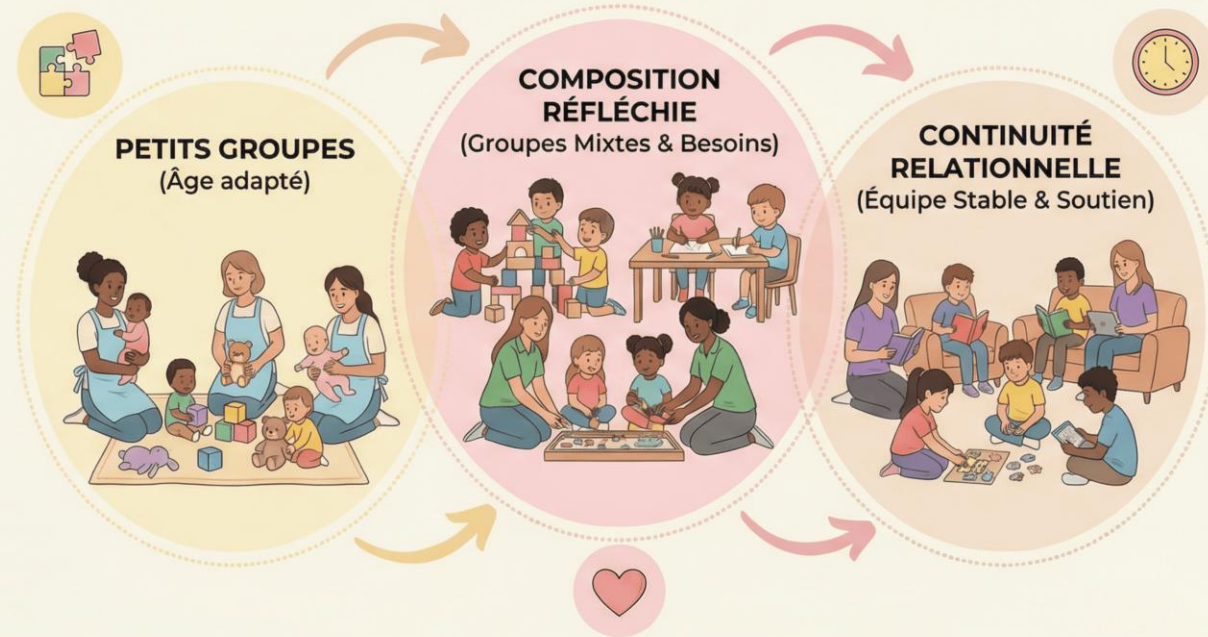 PETITS GROUPES
(Âge adapté)
COMPOSITION
RÉFLÉCHIE
(Groupes Mixtes & Besoins)
CONTINUITÉ
RELATIONNELLE
(Équipe Stable & Soutien)